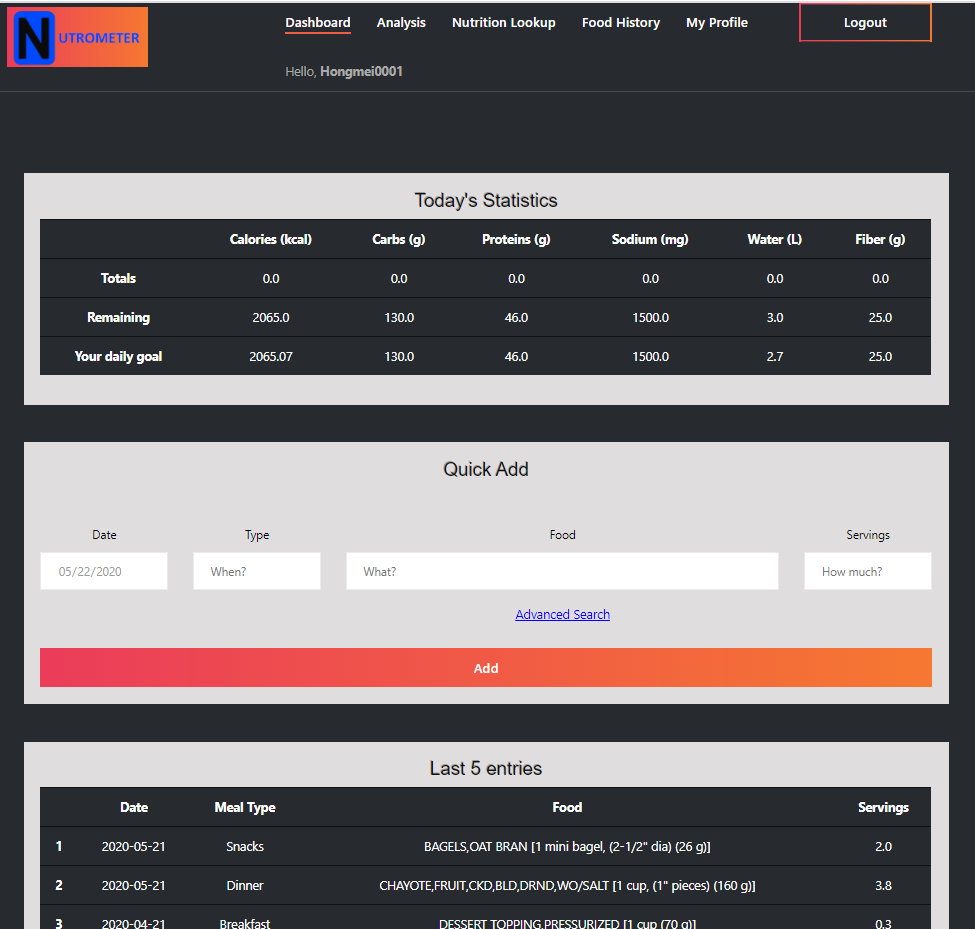 NUTROMETER
Dashboard Analysis Nutrition Lookup Food History My Profile Logout
Hello, Hongmei0001
Today's Statistics
Calories (kcal) Carbs (g) Proteins (g) Sodium (mg) Water (L) Fiber (g)
Totals 0.0 0.0 0.0 0.0 0.0 0.0
Remaining 2065.0 130.0 46.0 1500.0 3.0 25.0
Your daily goal 2065.07 130.0 46.0 1500.0 2.7 25.0
Quick Add
Date Type Food Servings
05/22/2020 When? What? How much?
Advanced Search
Add
Last 5 entries
Date Meal Type Food Servings
1 2020-05-21 Snacks BAGELS,OAT BRAN [1 mini bagel, (2-1/2" dia) (26 g)] 2.0
2 2020-05-21 Dinner CHAYOTE,FRUIT,CKD,BLD,DRND,WO/SALT [1 cup, (1" pieces) (160 g)] 3.8
3 2020-04-21 Breakfast DESSERT TOPPING,PRESSURIZED [1 cup (70 g)] 0.3